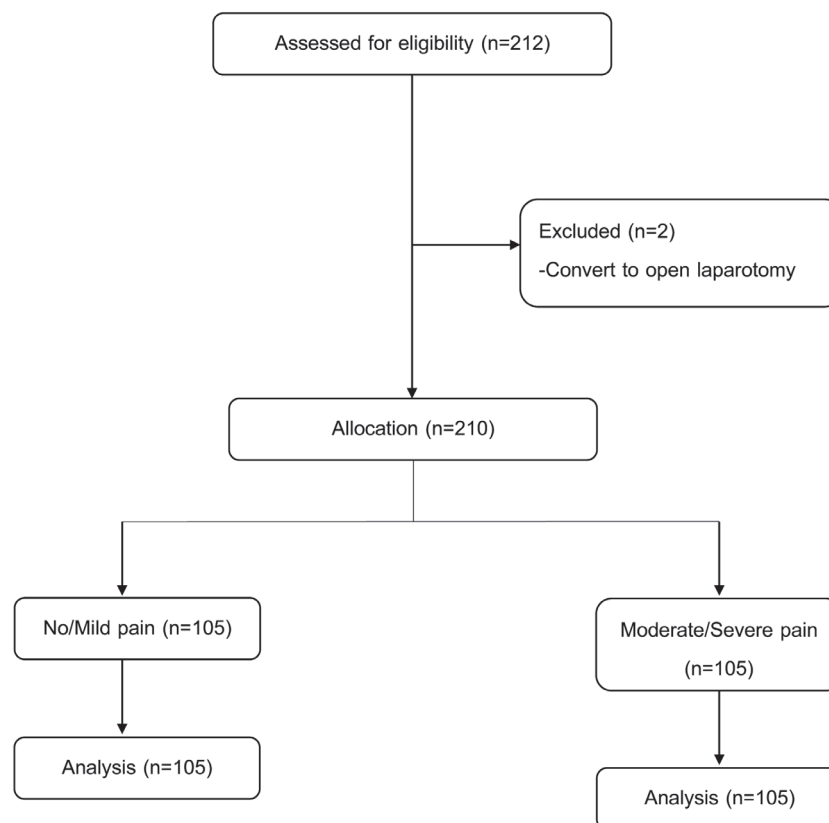 Assessed for eligibility (n=212)
Excluded (n=2)
-Convert to open laparotomy
Allocation (n=210)
No/Mild pain (n=105)
Moderate/Severe pain
(n=105)
Analysis (n=105)
Analysis (n=105)